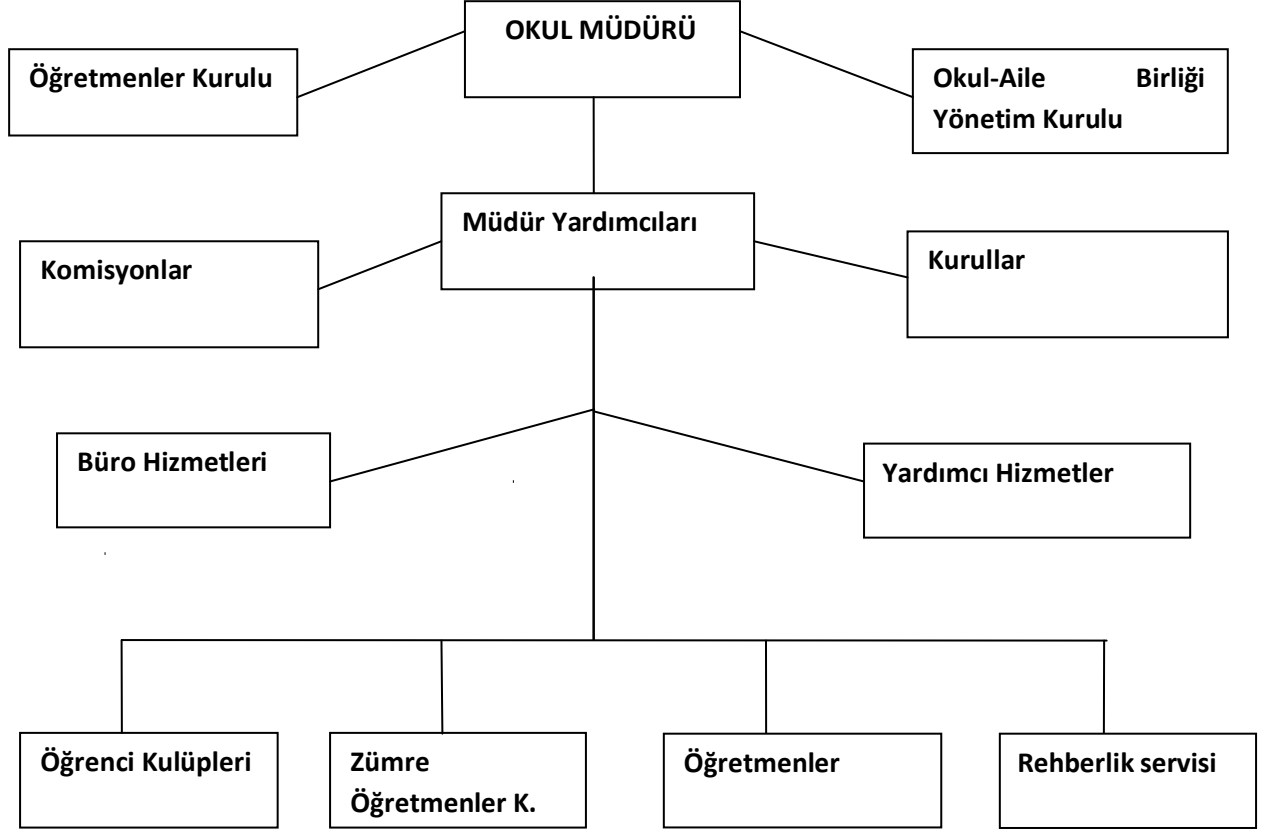 OKUL MÜDÜRÜ
Öğretmenler Kurulu
Okul-Aile Birliği
Yönetim Kurulu
Müdür Yardımcıları
Komisyonlar
Kurullar
Büro Hizmetleri
Yardımcı Hizmetler
Öğrenci Kulüpleri
Zümre
Öğretmenler K.
Öğretmenler
Rehberlik servisi